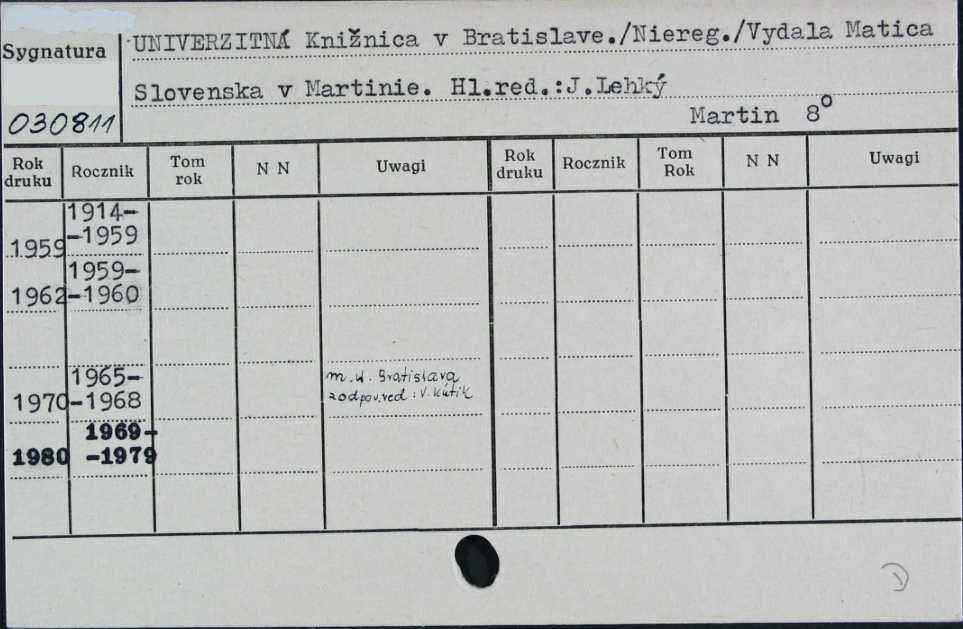 Sygnatura
UNIVERZITNÁ Knižnica v Bratislave./Niereg./Vydala Matica
Slovenska v Martinie. Hl.red.:J.Lehký
030811
Martin 8°
Rok druku Rocznik Tom rok N N Uwagi Rok druku Rocznik Tom Rok N N Uwagi
1914-
1959 -1959
1959-
1962 -1960
1965- m.w. Bratislava
1970 -1968 zodpov.red: V. Kútik
1969-
1980 -1979